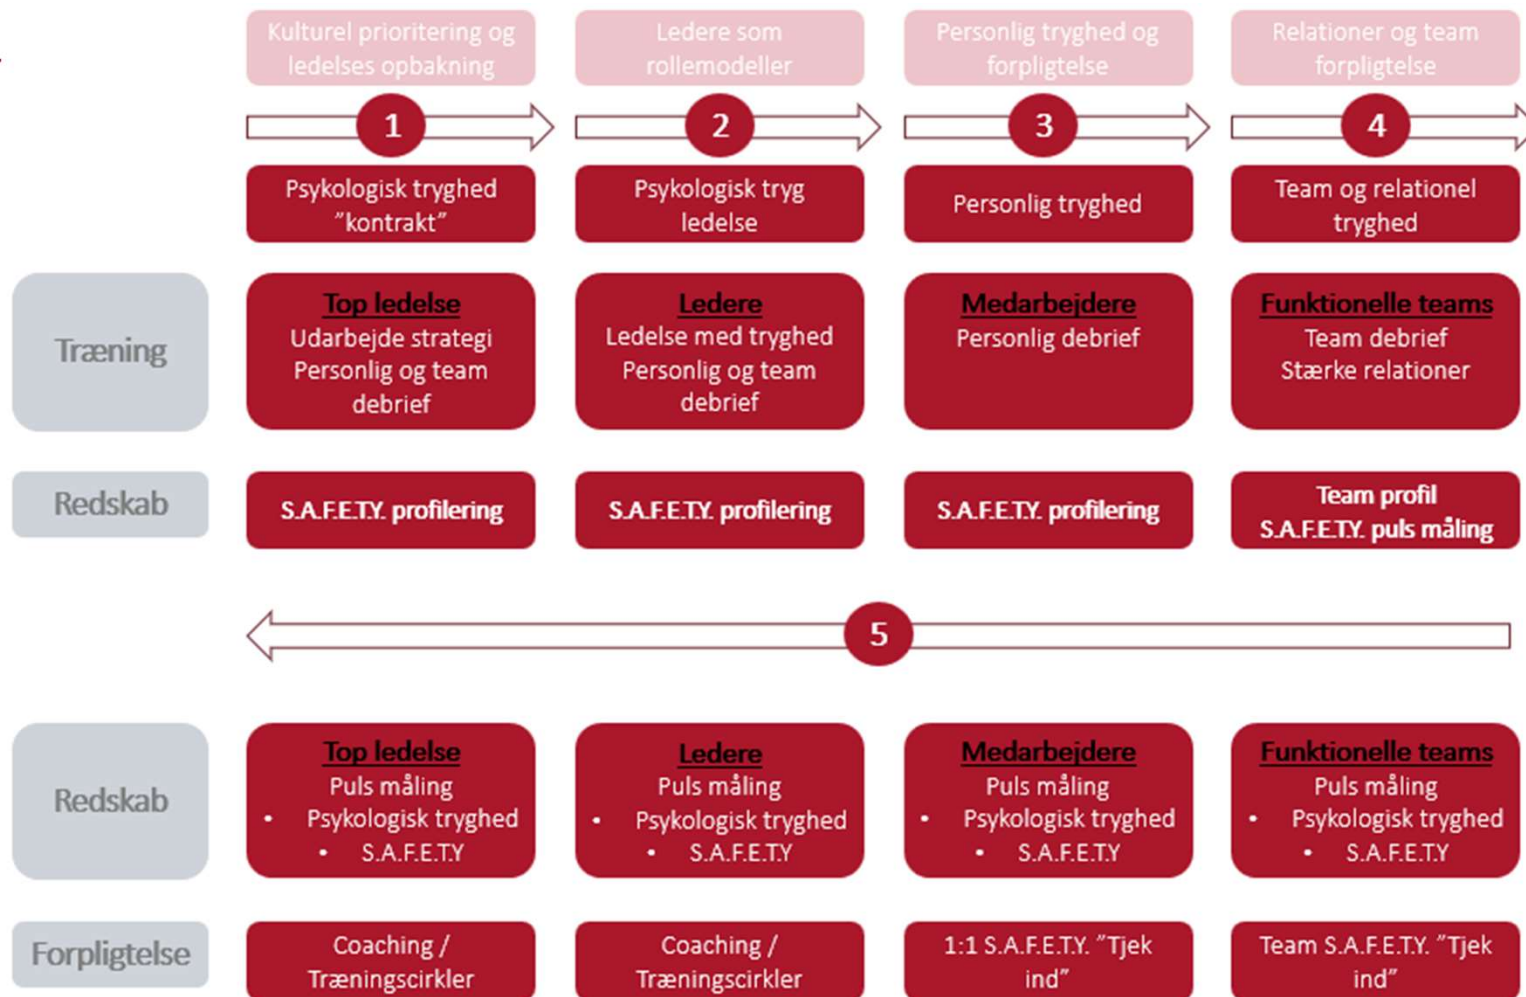 Kulturel prioritering og
ledelses opbakning
Ledere som
rollemodeller
Personlig tryghed og
forpligtelse
Relationer og team
forpligtelse
1
2
3
4
Psykologisk tryghed
”kontrakt”
Psykologisk tryg
ledelse
Personlig tryghed
Team og relationel
tryghed
Træning
Top ledelse
Udarbejde strategi
Personlig og team
debrief
Ledere
Ledelse med tryghed
Personlig og team
debrief
Medarbejdere
Personlig debrief
Funktionelle teams
Team debrief
Stærke relationer
Redskab
S.A.F.E.T.Y. profilering
S.A.F.E.T.Y. profilering
S.A.F.E.T.Y. profilering
Team profil
S.A.F.E.T.Y. puls måling
5
Redskab
Top ledelse
Puls måling
• Psykologisk tryghed
• S.A.F.E.T.Y
Ledere
Puls måling
• Psykologisk tryghed
• S.A.F.E.T.Y
Medarbejdere
Puls måling
• Psykologisk tryghed
• S.A.F.E.T.Y
Funktionelle teams
Puls måling
• Psykologisk tryghed
• S.A.F.E.T.Y
Forpligtelse
Coaching /
Træningscirkler
Coaching /
Træningscirkler
1:1 S.A.F.E.T.Y. ”Tjek
ind”
Team S.A.F.E.T.Y. ”Tjek
ind”